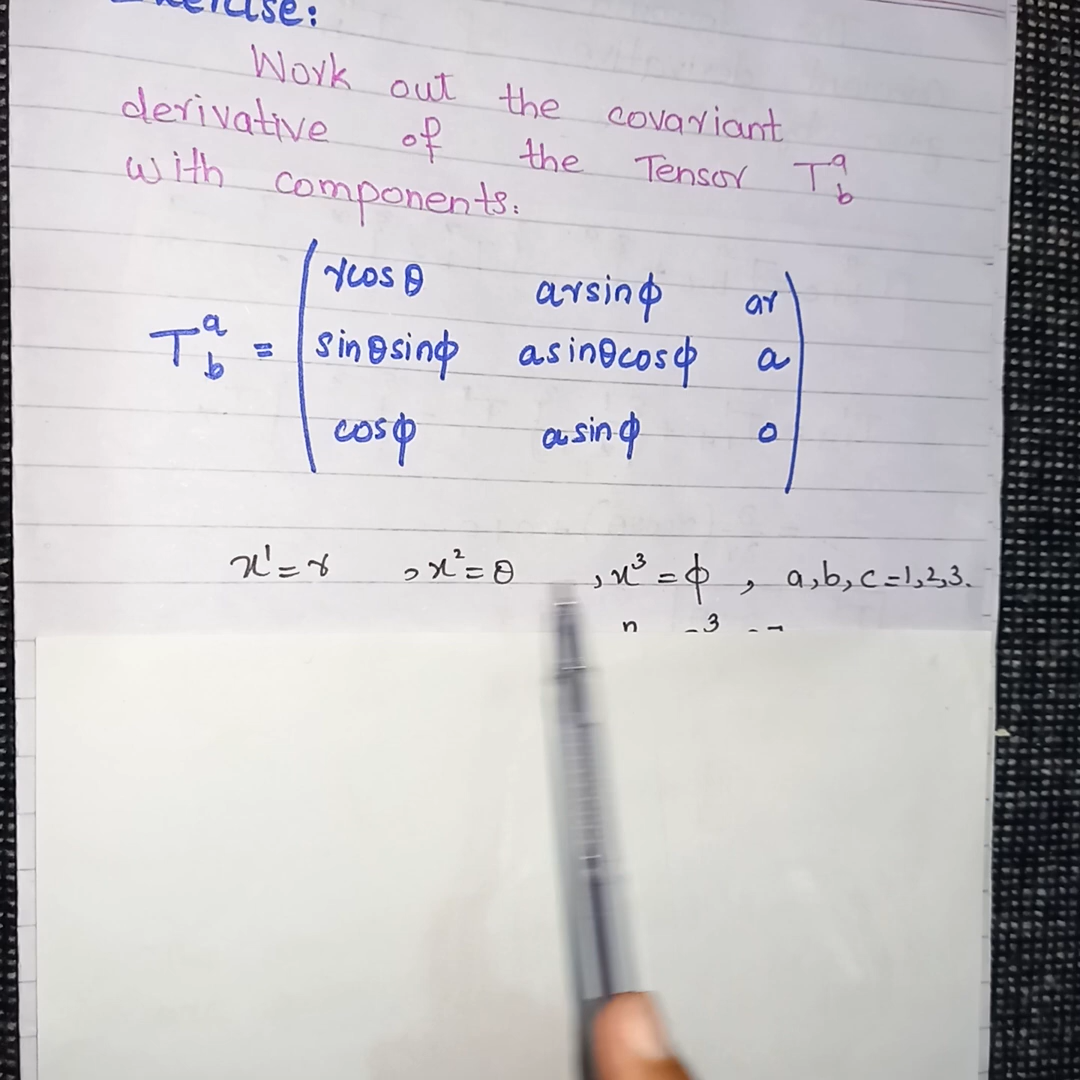 Work out the covariant
derivative of the Tensor T^a_b
with components.
T^a_b = ( rcosθ arsinϕ ar
sinθsinϕ asinθcosϕ a
cosϕ asinϕ 0 )
x¹=r , x²=θ , x³=ϕ , a,b,c=1,2,3.